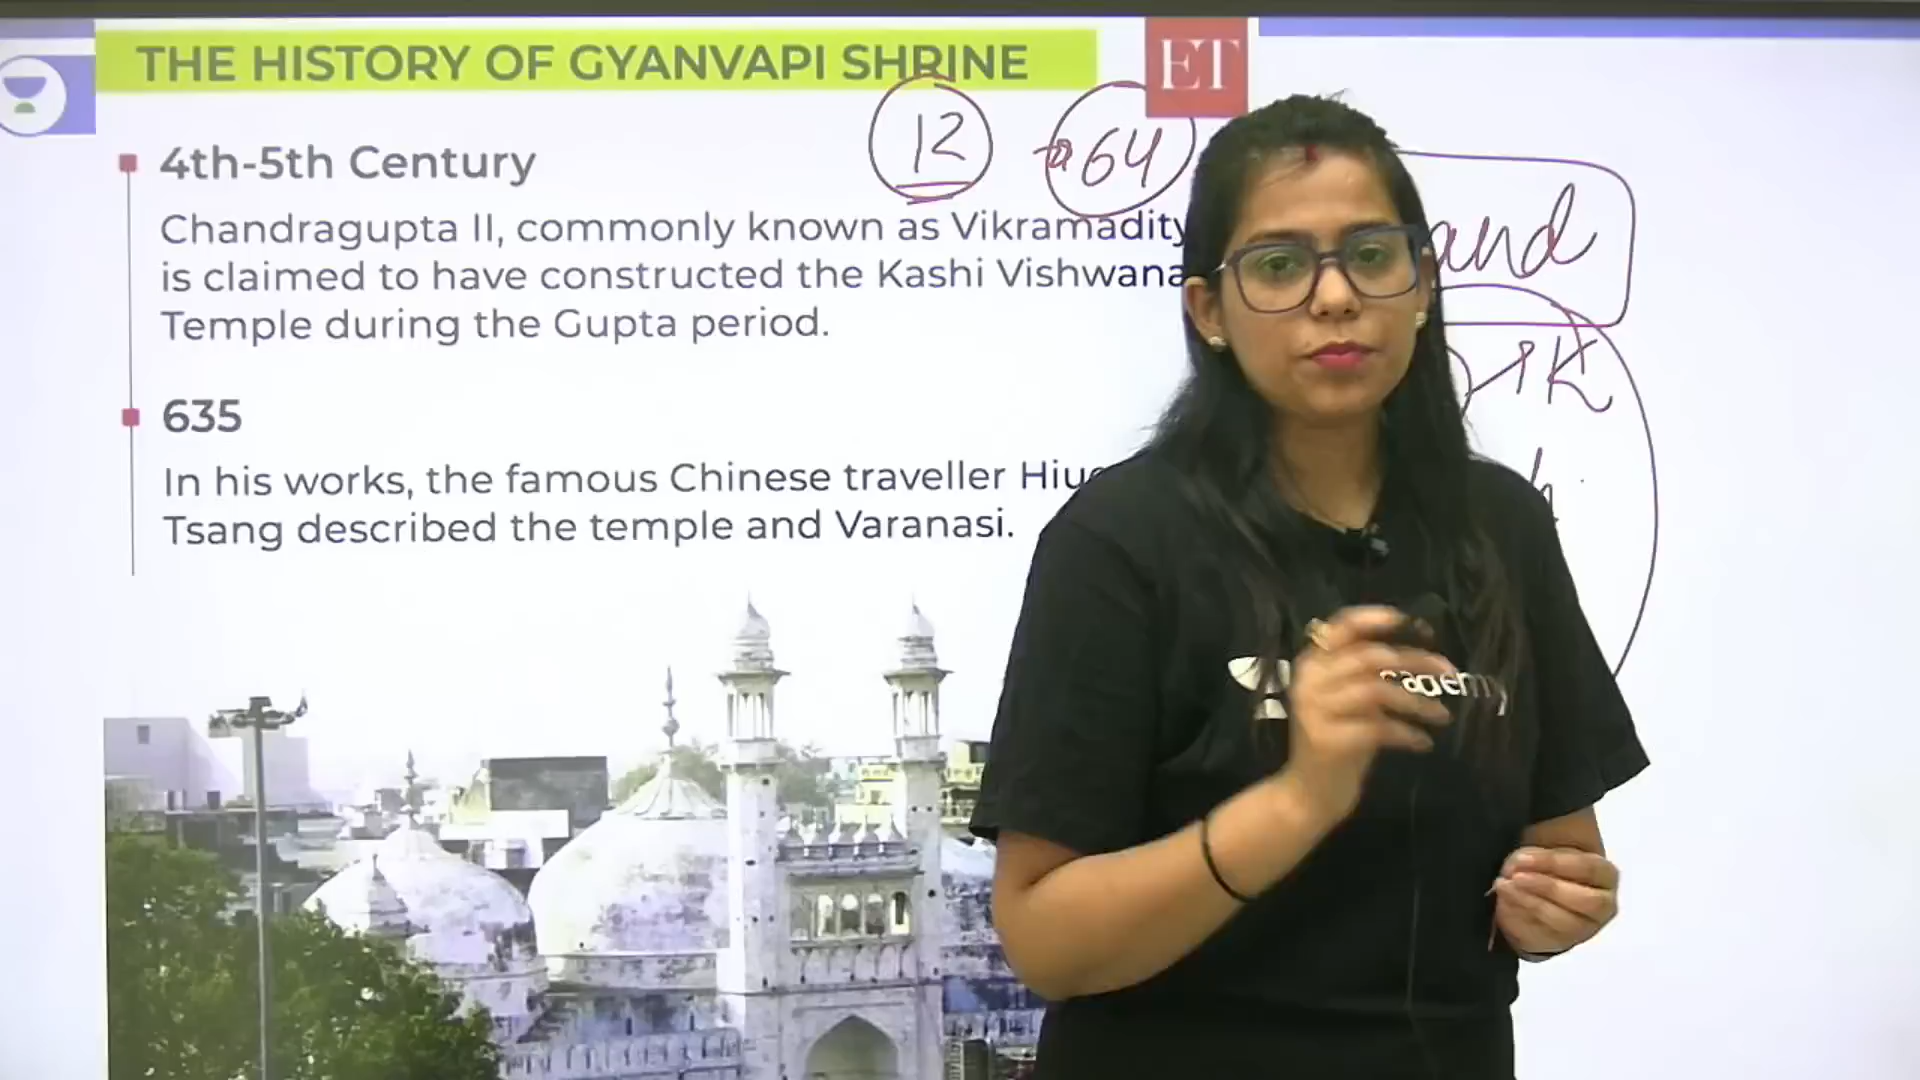 THE HISTORY OF GYANVAPI SHRINE
ET
12
64
4th-5th Century
Chandragupta II, commonly known as Vikramadity
is claimed to have constructed the Kashi Vishwana
Temple during the Gupta period.
and
635
In his works, the famous Chinese traveller Hiu
Tsang described the temple and Varanasi.
cademy